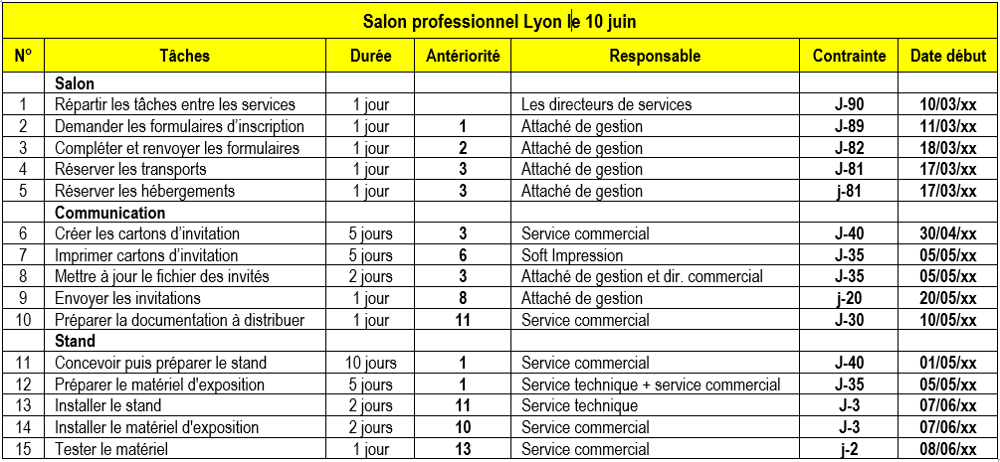 Salon professionnel Lyon le 10 juin
N° Tâches Durée Antériorité Responsable Contrainte Date début
Salon
1 Répartir les tâches entre les services 1 jour Les directeurs de services J-90 10/03/xx
2 Demander les formulaires d’inscription 1 jour 1 Attaché de gestion J-89 11/03/xx
3 Compléter et renvoyer les formulaires 1 jour 2 Attaché de gestion J-82 18/03/xx
4 Réserver les transports 1 jour 3 Attaché de gestion J-81 17/03/xx
5 Réserver les hébergements 1 jour 3 Attaché de gestion j-81 17/03/xx
Communication
6 Créer les cartons d’invitation 5 jours 3 Service commercial J-40 30/04/xx
7 Imprimer cartons d’invitation 5 jours 6 Soft Impression J-35 05/05/xx
8 Mettre à jour le fichier des invités 2 jours 3 Attaché de gestion et dir. commercial J-35 05/05/xx
9 Envoyer les invitations 1 jour 8 Attaché de gestion j-20 20/05/xx
10 Préparer la documentation à distribuer 1 jour 11 Service commercial J-30 10/05/xx
Stand
11 Concevoir puis préparer le stand 10 jours 1 Service commercial J-40 01/05/xx
12 Préparer le matériel d'exposition 5 jours 1 Service technique + service commercial J-35 05/05/xx
13 Installer le stand 2 jours 11 Service technique J-3 07/06/xx
14 Installer le matériel d'exposition 2 jours 10 Service commercial J-3 07/06/xx
15 Tester le matériel 1 jour 13 Service commercial j-2 08/06/xx